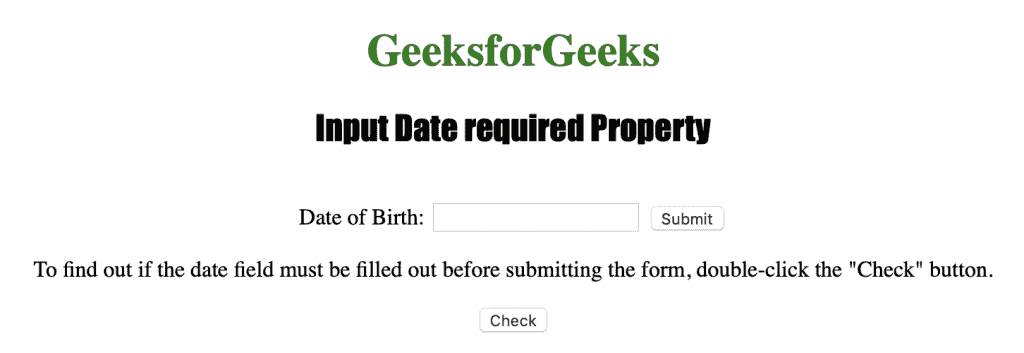 GeeksforGeeks
Input Date required Property
Date of Birth: Submit
To find out if the date field must be filled out before submitting the form, double-click the "Check" button.
Check